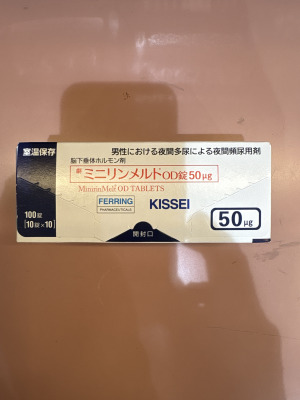 室温保存
男性における夜間多尿による夜間頻尿用剤
脳下垂体ホルモン剤
ミニリンメルトOD錠50μg
MinirinMelt OD TABLETS
FERRING
PHARMACEUTICALS
KISSEI
100錠
[10錠×10]
50μg
開封口